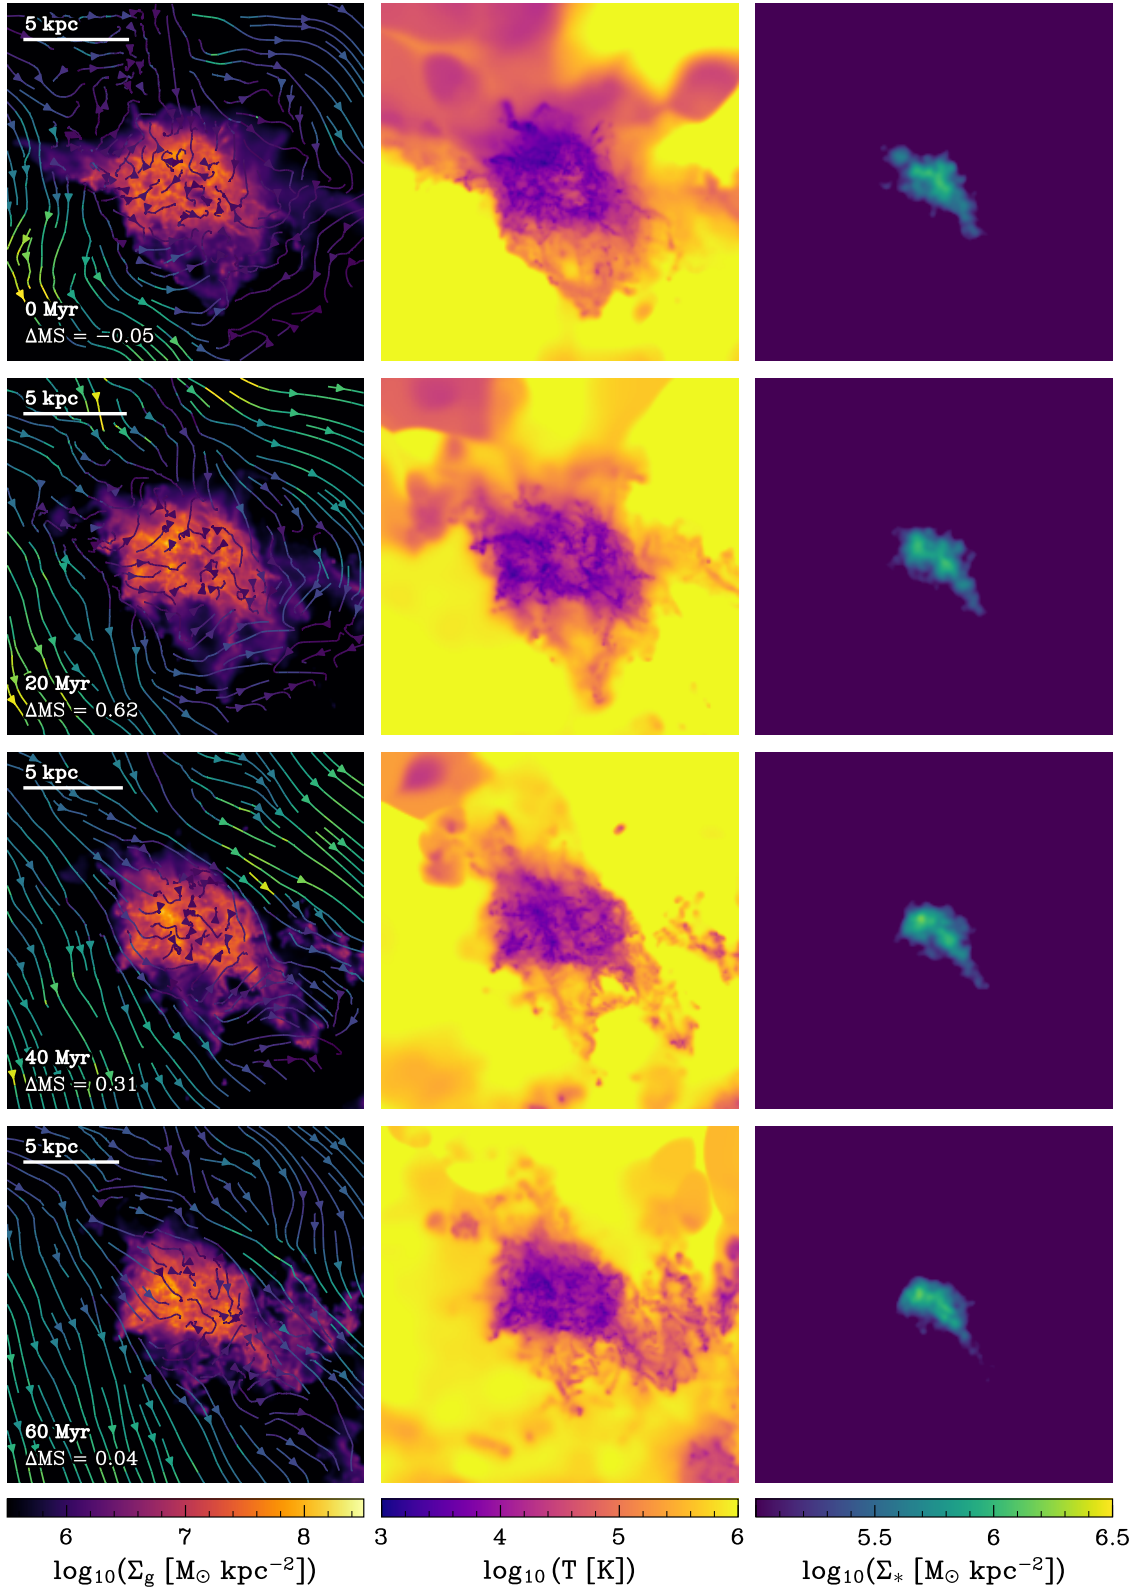 5 kpc
0 Myr
ΔMS = −0.05
5 kpc
20 Myr
ΔMS = 0.62
5 kpc
40 Myr
ΔMS = 0.31
5 kpc
60 Myr
ΔMS = 0.04
6 7 8
3 4 5 6
5.5 6 6.5
log₁₀(Σg [M⊙ kpc⁻²])
log₁₀(T [K])
log₁₀(Σ* [M⊙ kpc⁻²])